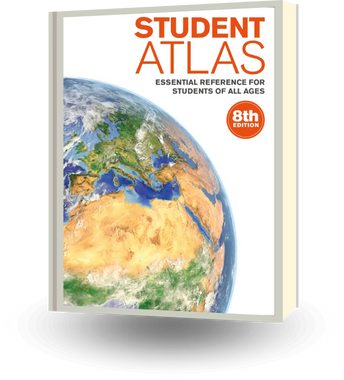 STUDENT
ATLAS
ESSENTIAL REFERENCE FOR
STUDENTS OF ALL AGES
8th
EDITION